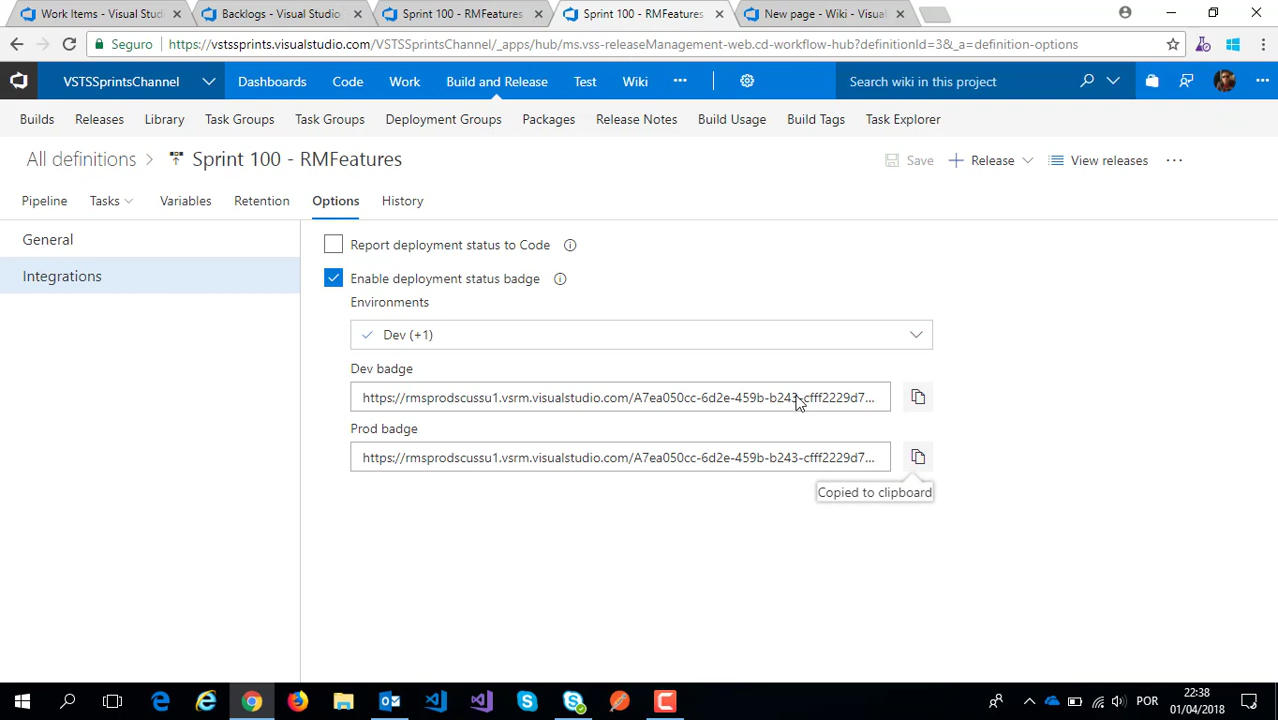 Work Items - Visual Stud
Backlogs - Visual Studio
Sprint 100 - RMFeatures
Sprint 100 - RMFeatures
New page - Wiki - Visual
Seguro
https://vstssprints.visualstudio.com/VSTSSprintsChannel/_apps/hub/ms.vss-releaseManagement-web.cd-workflow-hub?definitionId=3&_a=definition-options
VSTSSprintsChannel
Dashboards
Code
Work
Build and Release
Test
Wiki
Search wiki in this project
Builds
Releases
Library
Task Groups
Task Groups
Deployment Groups
Packages
Release Notes
Build Usage
Build Tags
Task Explorer
All definitions
Sprint 100 - RMFeatures
Save
Release
View releases
Pipeline
Tasks
Variables
Retention
Options
History
General
Integrations
Report deployment status to Code
Enable deployment status badge
Environments
Dev (+1)
Dev badge
https://rmsprodscussu1.vsrm.visualstudio.com/A7ea050cc-6d2e-459b-b243-cfff2229d7...
Prod badge
https://rmsprodscussu1.vsrm.visualstudio.com/A7ea050cc-6d2e-459b-b243-cfff2229d7...
Copied to clipboard
POR
22:38
01/04/2018